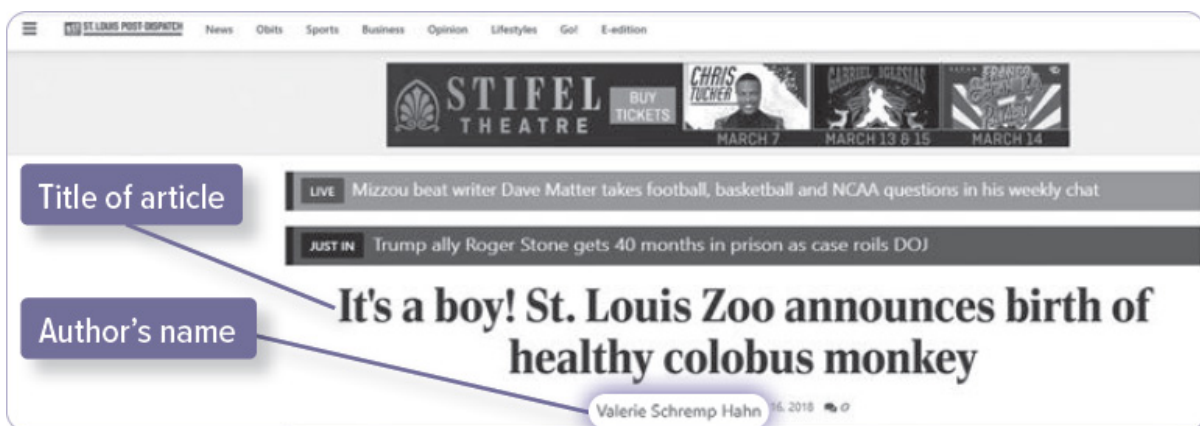 ST. LOUIS POST-DISPATCH News Obits Sports Business Opinion Lifestyles Go! E-edition
STIFEL
THEATRE
BUY
TICKETS
CHRIS
TUCKER
MARCH 7
GABRIEL IGLESIAS
MARCH 13 & 15
MARCH 14
Title of article
LIVE Mizzou beat writer Dave Matter takes football, basketball and NCAA questions in his weekly chat
JUST IN Trump ally Roger Stone gets 40 months in prison as case roils DOJ
It's a boy! St. Louis Zoo announces birth of
healthy colobus monkey
Author's name
Valerie Schremp Hahn 16, 2018 0